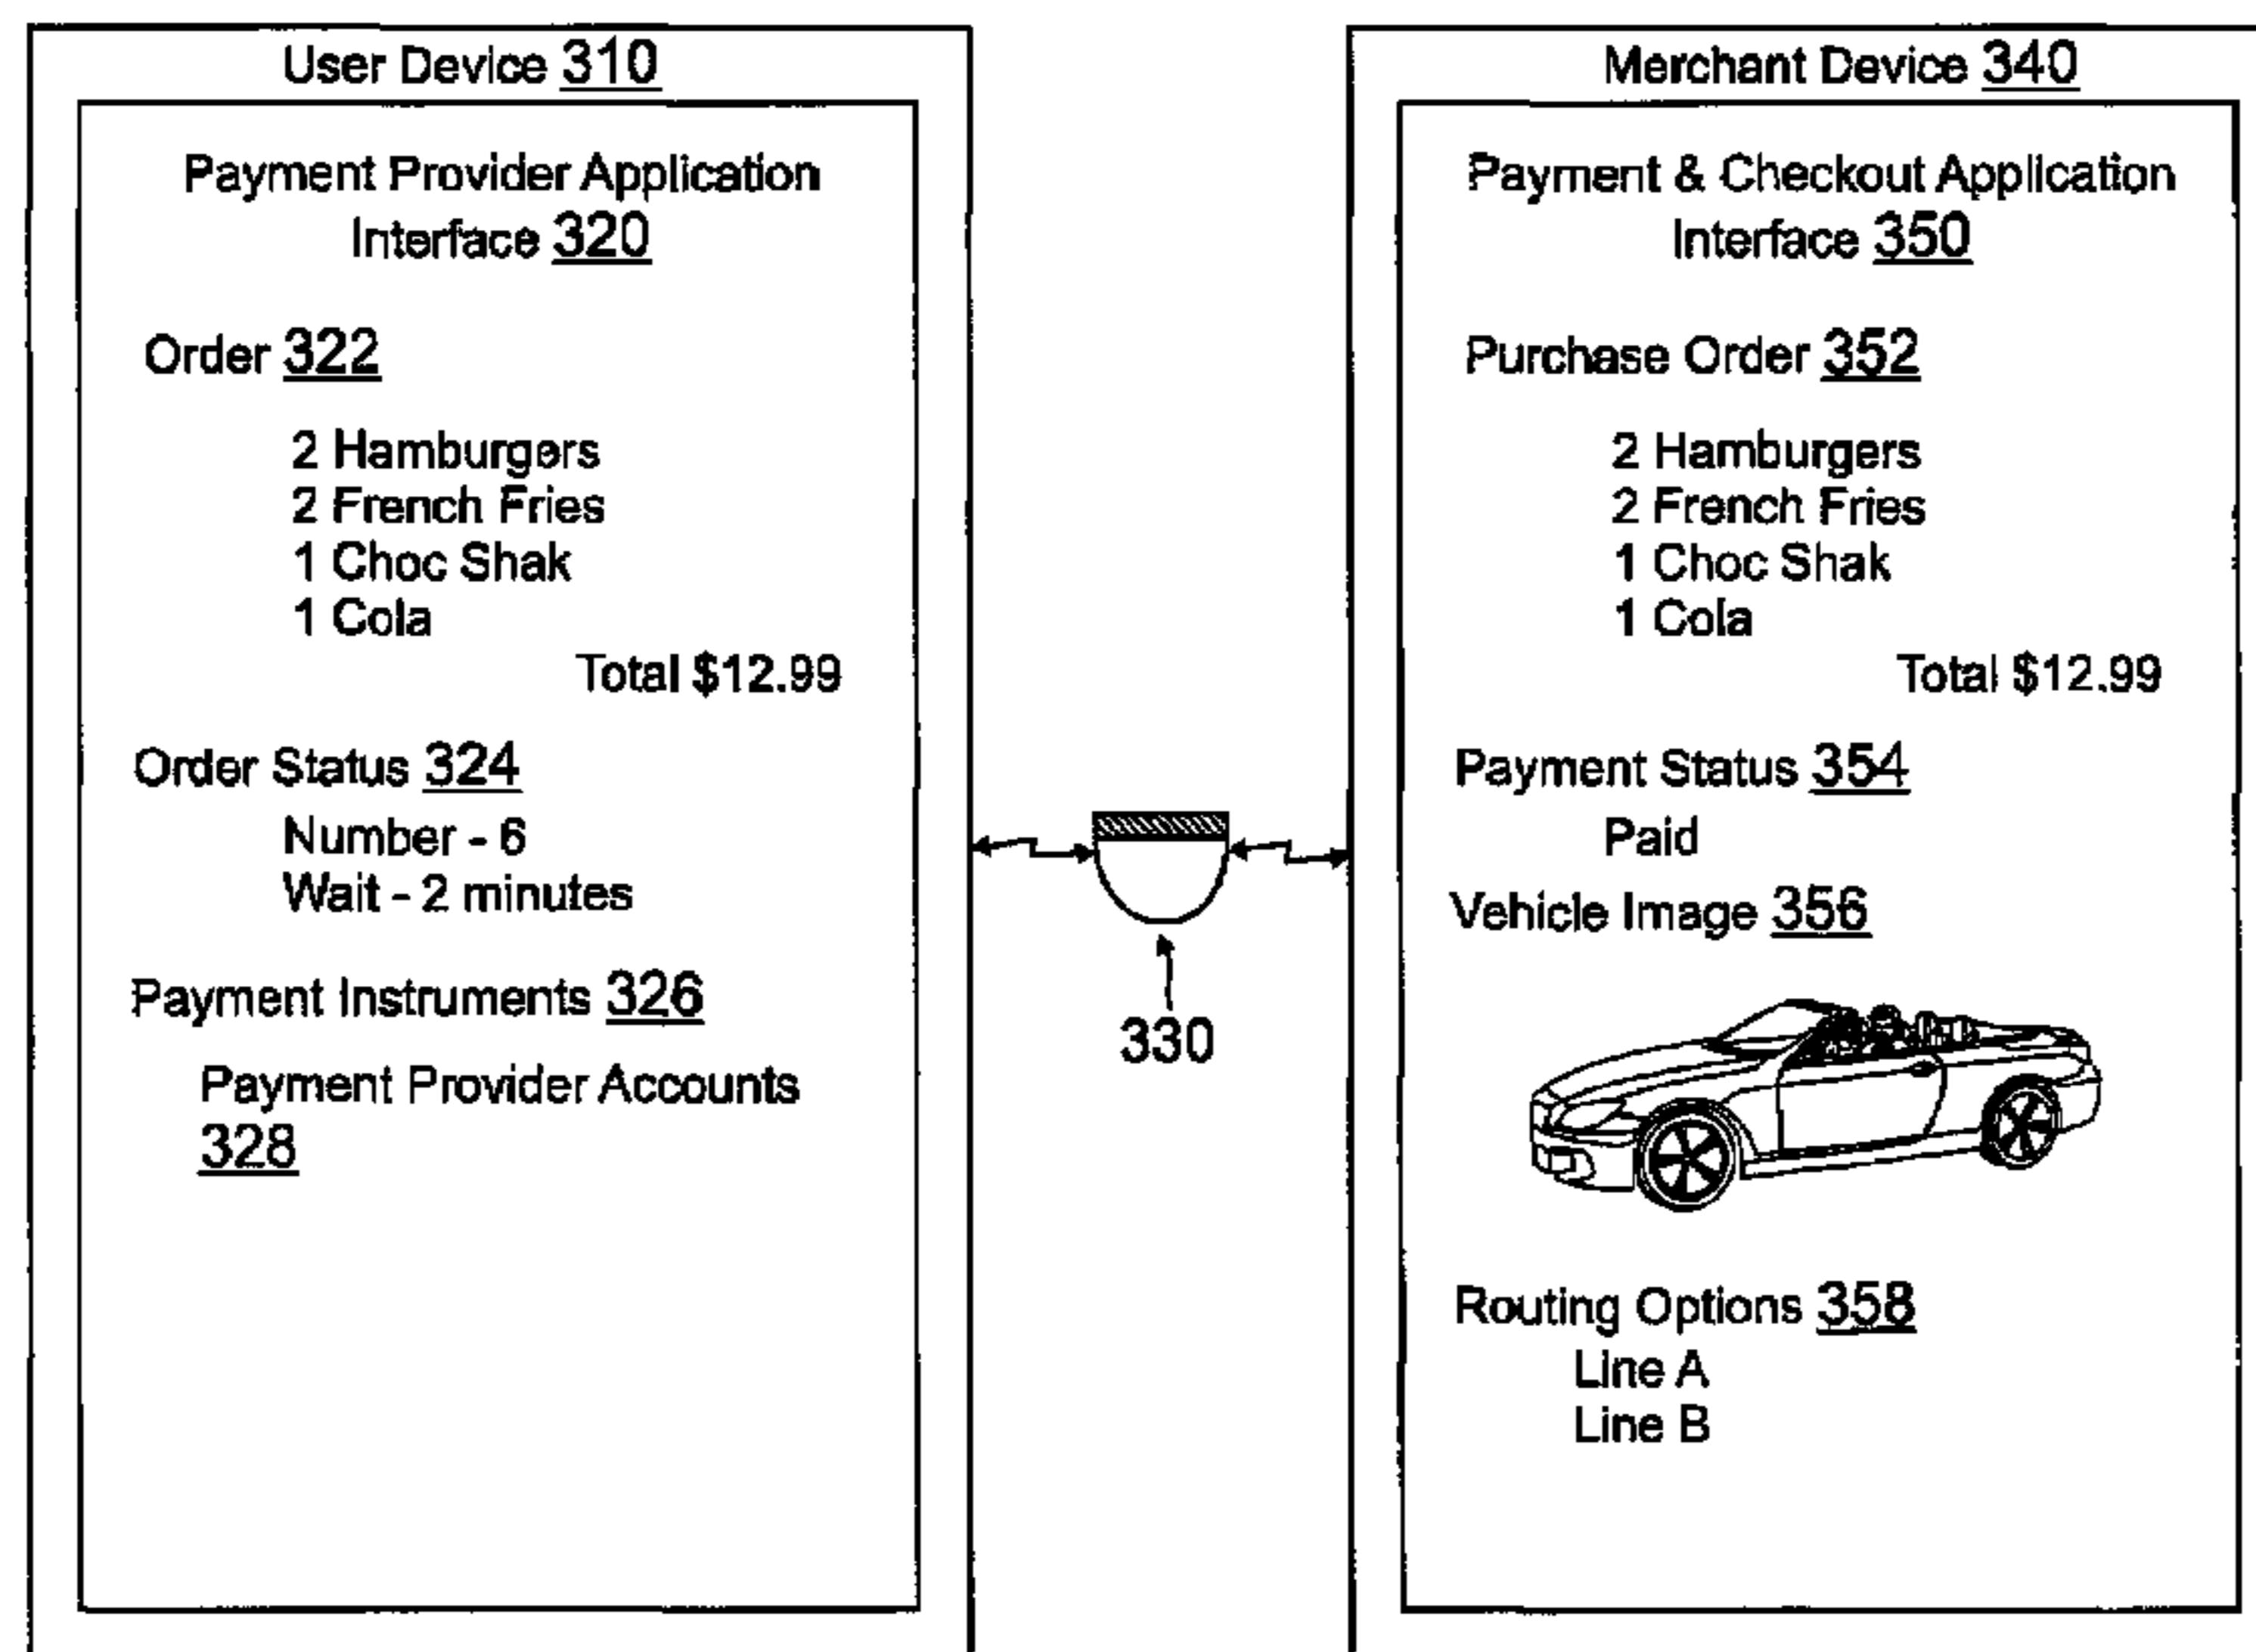 User Device 310
Payment Provider Application
Interface 320
Order 322
2 Hamburgers
2 French Fries
1 Choc Shak
1 Cola
Total $12.99
Order Status 324
Number - 6
Wait - 2 minutes
Payment Instruments 326
Payment Provider Accounts
328
330
Merchant Device 340
Payment & Checkout Application
Interface 350
Purchase Order 352
2 Hamburgers
2 French Fries
1 Choc Shak
1 Cola
Total $12.99
Payment Status 354
Paid
Vehicle Image 356
Routing Options 358
Line A
Line B